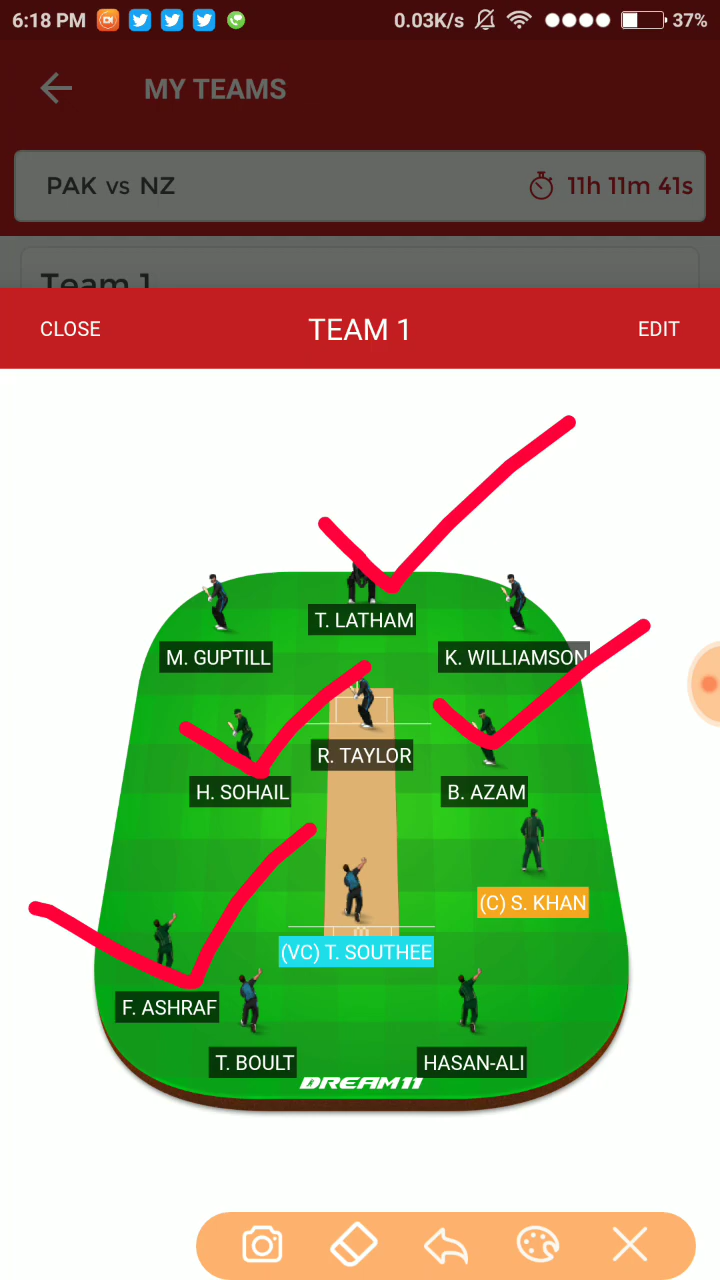 6:18 PM 0.03K/s 37%
MY TEAMS
PAK vs NZ 11h 11m 41s
Team 1
CLOSE TEAM 1 EDIT
T. LATHAM
M. GUPTILL K. WILLIAMSON
R. TAYLOR
H. SOHAIL B. AZAM
(C) S. KHAN
(VC) T. SOUTHEE
F. ASHRAF
T. BOULT HASAN-ALI
DREAM11